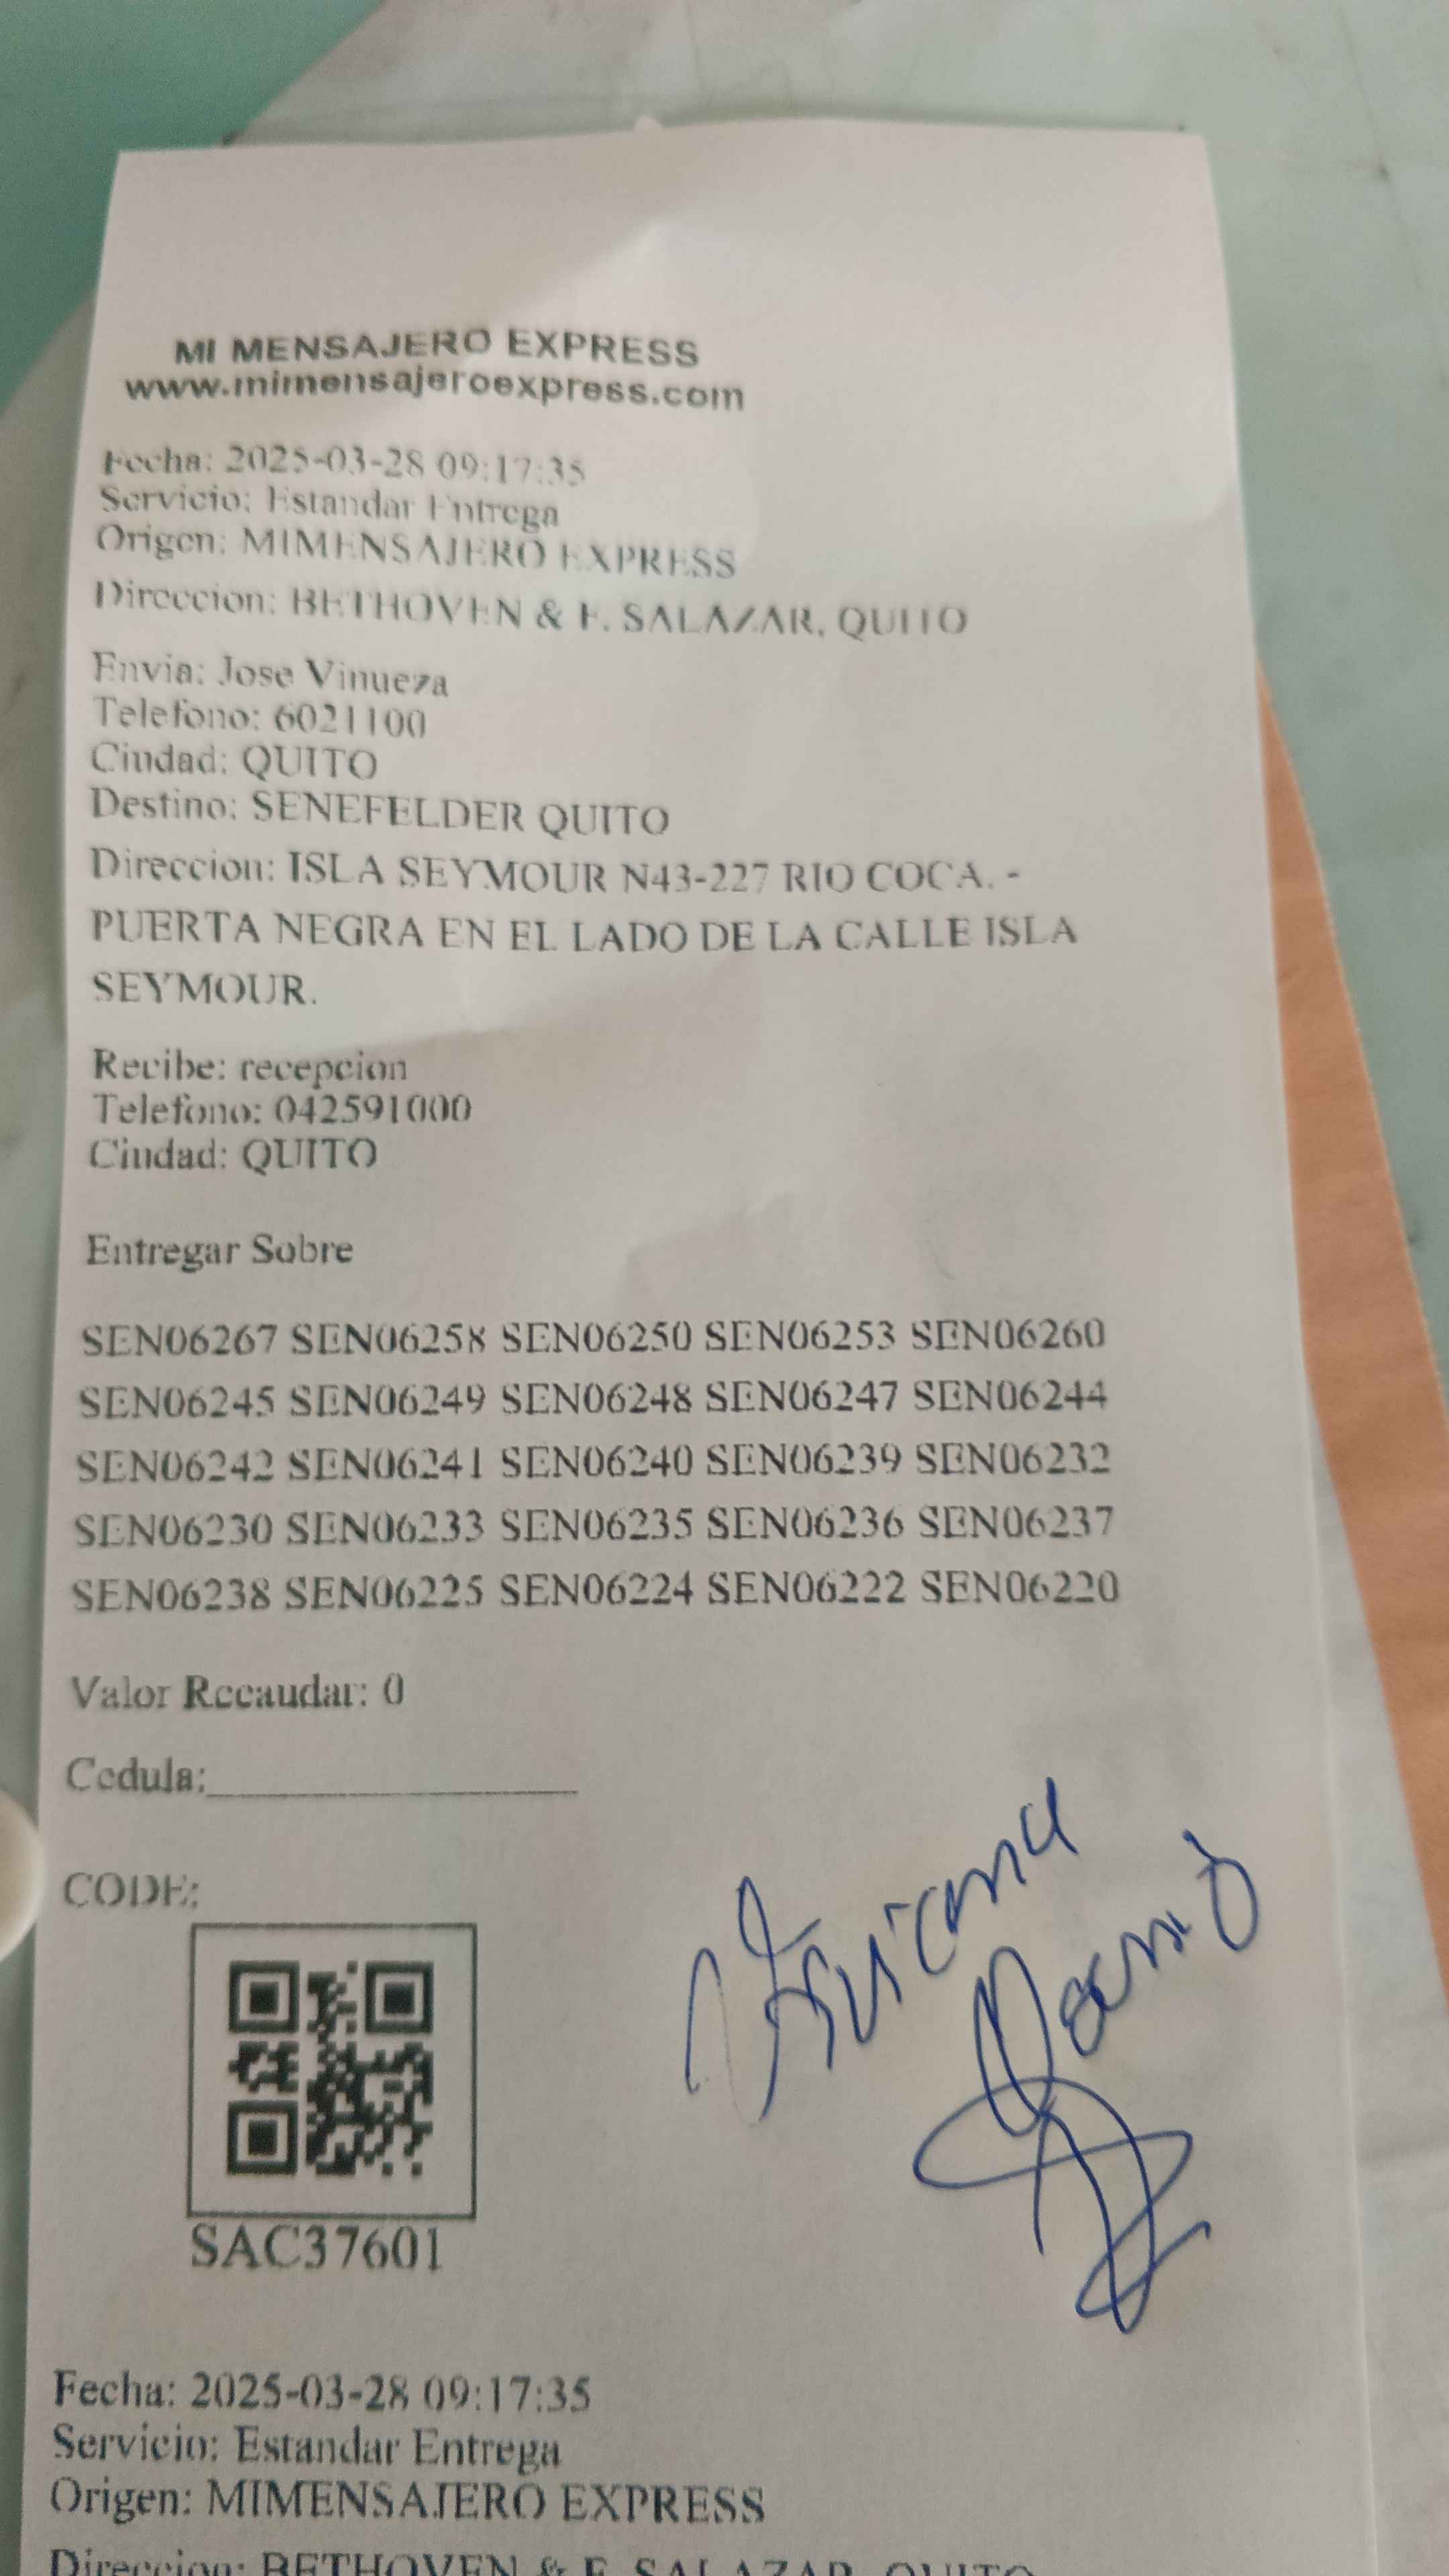 MI MENSAJERO EXPRESS
www.mimensajeroexpress.com
Fecha: 2025-03-28 09:17:35
Servicio: Estandar Entrega
Origen: MIMENSAJERO EXPRESS
Direccion: BETHOVEN & F. SALAZAR, QUITO
Envia: Jose Vinueza
Telefono: 6021100
Ciudad: QUITO
Destino: SENEFELDER QUITO
Direccion: ISLA SEYMOUR N43-227 RIO COCA. -
PUERTA NEGRA EN EL LADO DE LA CALLE ISLA
SEYMOUR.
Recibe: recepcion
Telefono: 042591000
Ciudad: QUITO
Entregar Sobre
SEN06267 SEN06258 SEN06250 SEN06253 SEN06260
SEN06245 SEN06249 SEN06248 SEN06247 SEN06244
SEN06242 SEN06241 SEN06240 SEN06239 SEN06232
SEN06230 SEN06233 SEN06235 SEN06236 SEN06237
SEN06238 SEN06225 SEN06224 SEN06222 SEN06220
Valor Recaudar: 0
Cedula:
CODE:
Viviana
SAC37601
Fecha: 2025-03-28 09:17:35
Servicio: Estandar Entrega
Origen: MIMENSAJERO EXPRESS
Direccion: BETHOVEN & F. SALAZAR, QUITO